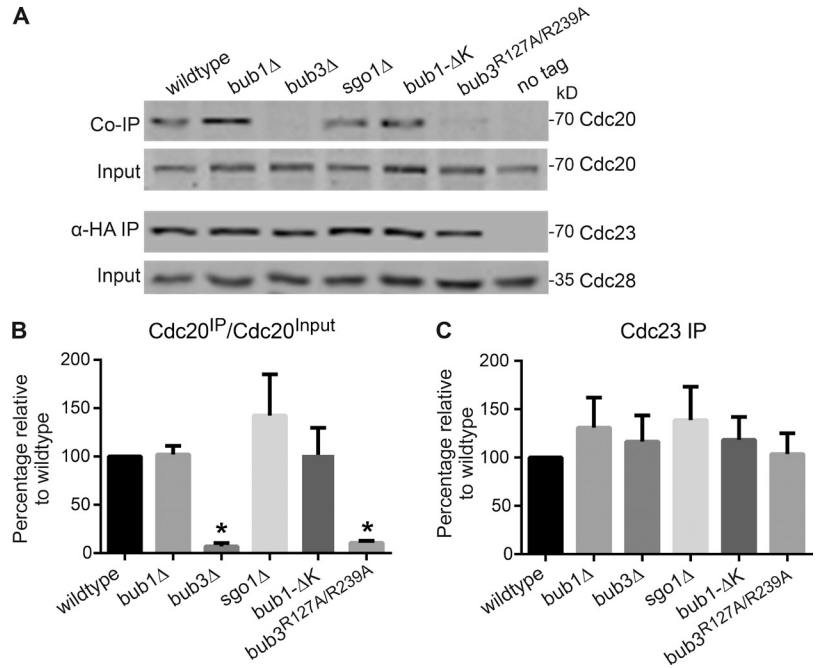 A
wildtype bub1Δ bub3Δ sgo1Δ bub1-ΔK bub3R127A/R239A no tag
kD
Co-IP -70 Cdc20
Input -70 Cdc20
α-HA IP -70 Cdc23
Input -35 Cdc28
B
Cdc20IP/Cdc20Input
Percentage relative
to wildtype
200
150
100
50
0
* *
wildtype bub1Δ bub3Δ sgo1Δ bub1-ΔK bub3R127A/R239A
C
Cdc23 IP
Percentage relative
to wildtype
200
150
100
50
0
wildtype bub1Δ bub3Δ sgo1Δ bub1-ΔK bub3R127A/R239A